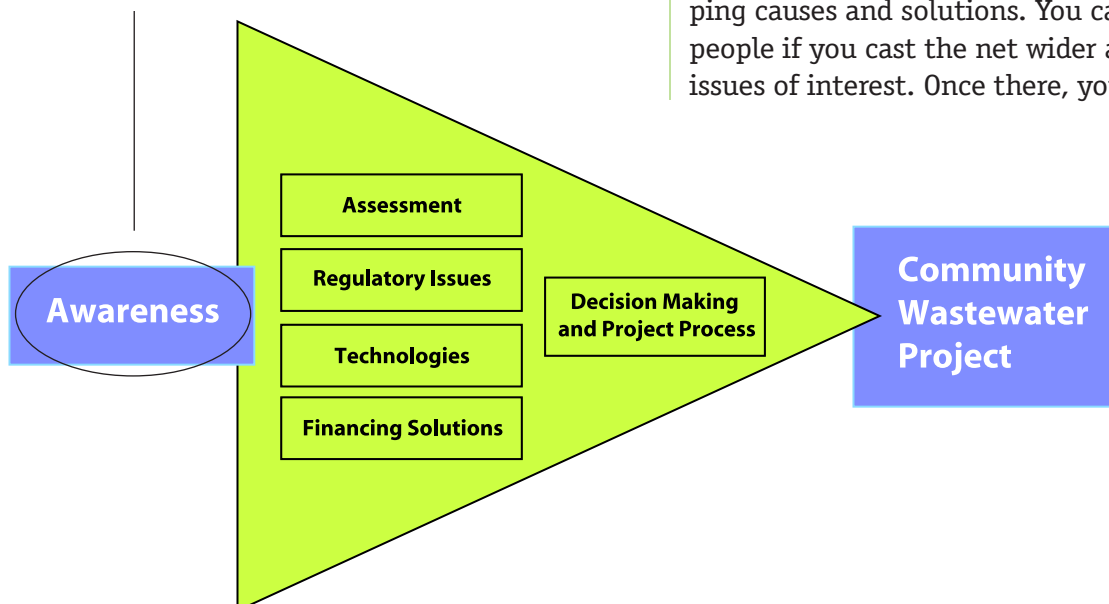 ping causes and solutions. You ca
people if you cast the net wider a
issues of interest. Once there, you
Awareness
Assessment
Regulatory Issues
Technologies
Financing Solutions
Decision Making
and Project Process
Community
Wastewater
Project